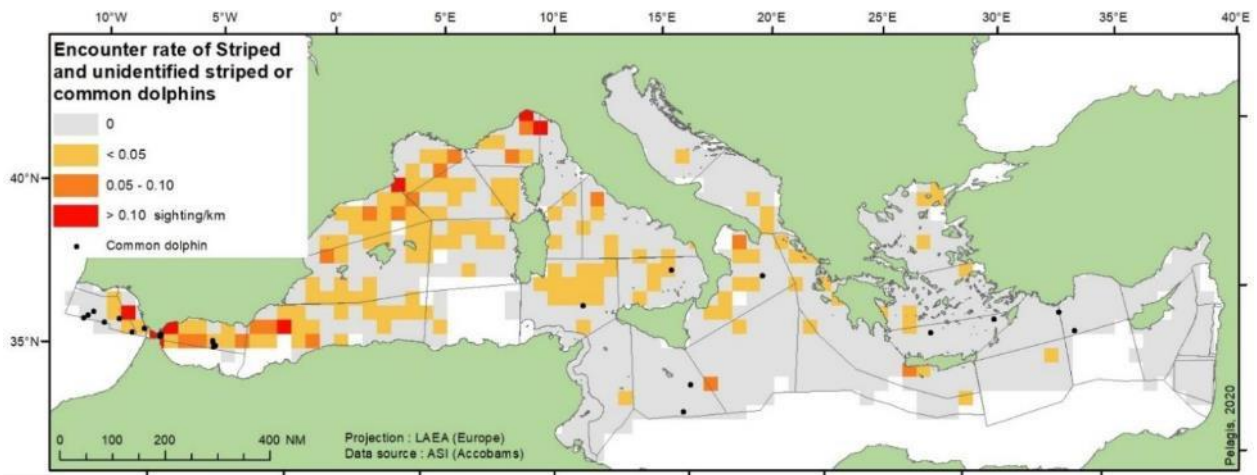 10°W 5°W 0° 5°E 10°E 15°E 20°E 25°E 30°E 35°E 40°E
Encounter rate of Striped
and unidentified striped or
common dolphins
0
< 0.05
0.05 - 0.10
> 0.10 sighting/km
Common dolphin
40°N
35°N
0 100 200 400 NM
Projection : LAEA (Europe)
Data source : ASI (Accobams)
Pelagis, 2020